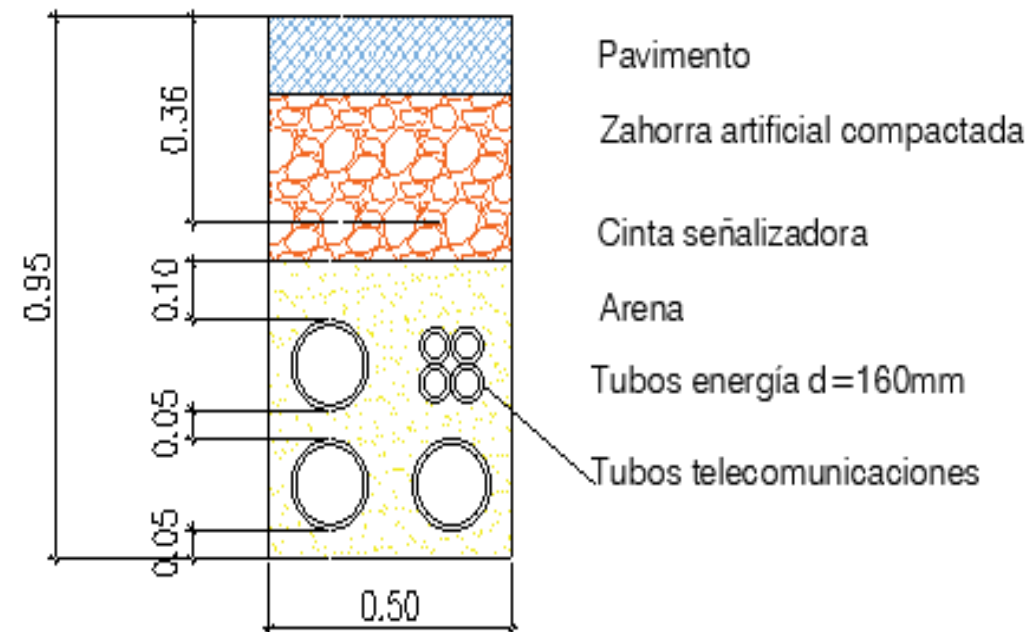 Pavimento
0.36
Zahorra artificial compactada
Cinta señalizadora
0.95
0.10
Arena
Tubos energía d=160mm
0.05
Tubos telecomunicaciones
0.05
0.50